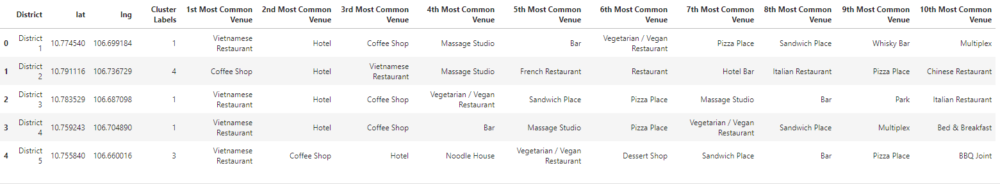 District lat lng Cluster Labels 1st Most Common Venue 2nd Most Common Venue 3rd Most Common Venue 4th Most Common Venue 5th Most Common Venue 6th Most Common Venue 7th Most Common Venue 8th Most Common Venue 9th Most Common Venue 10th Most Common Venue
0 District 1 10.774540 106.699184 1 Vietnamese Restaurant Hotel Coffee Shop Massage Studio Bar Vegetarian / Vegan Restaurant Pizza Place Sandwich Place Whisky Bar Multiplex
1 District 2 10.791116 106.736729 4 Coffee Shop Hotel Vietnamese Restaurant Massage Studio French Restaurant Restaurant Hotel Bar Italian Restaurant Pizza Place Chinese Restaurant
2 District 3 10.783529 106.687098 1 Vietnamese Restaurant Hotel Coffee Shop Vegetarian / Vegan Restaurant Sandwich Place Pizza Place Massage Studio Bar Park Italian Restaurant
3 District 4 10.759243 106.704890 1 Vietnamese Restaurant Hotel Coffee Shop Bar Massage Studio Pizza Place Vegetarian / Vegan Restaurant Sandwich Place Multiplex Bed & Breakfast
4 District 5 10.755840 106.660016 3 Vietnamese Restaurant Coffee Shop Hotel Noodle House Vegetarian / Vegan Restaurant Dessert Shop Sandwich Place Bar Pizza Place BBQ Joint